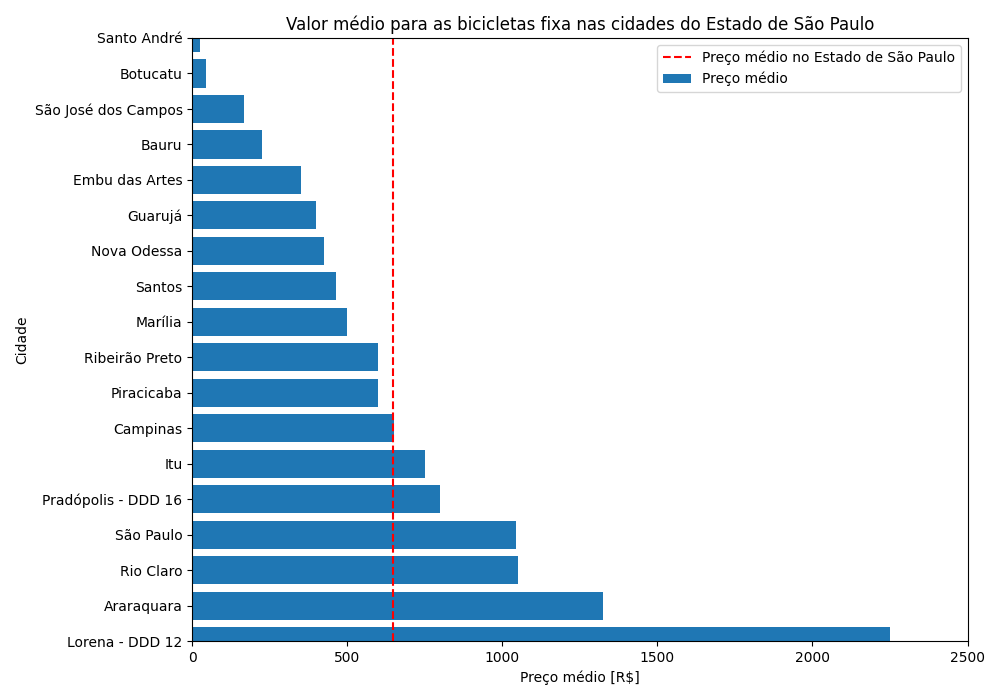 Valor médio para as bicicletas fixa nas cidades do Estado de São Paulo
Preço médio no Estado de São Paulo
Preço médio
Cidade
Santo André
Botucatu
São José dos Campos
Bauru
Embu das Artes
Guarujá
Nova Odessa
Santos
Marília
Ribeirão Preto
Piracicaba
Campinas
Itu
Pradópolis - DDD 16
São Paulo
Rio Claro
Araraquara
Lorena - DDD 12
0 500 1000 1500 2000 2500
Preço médio [R$]